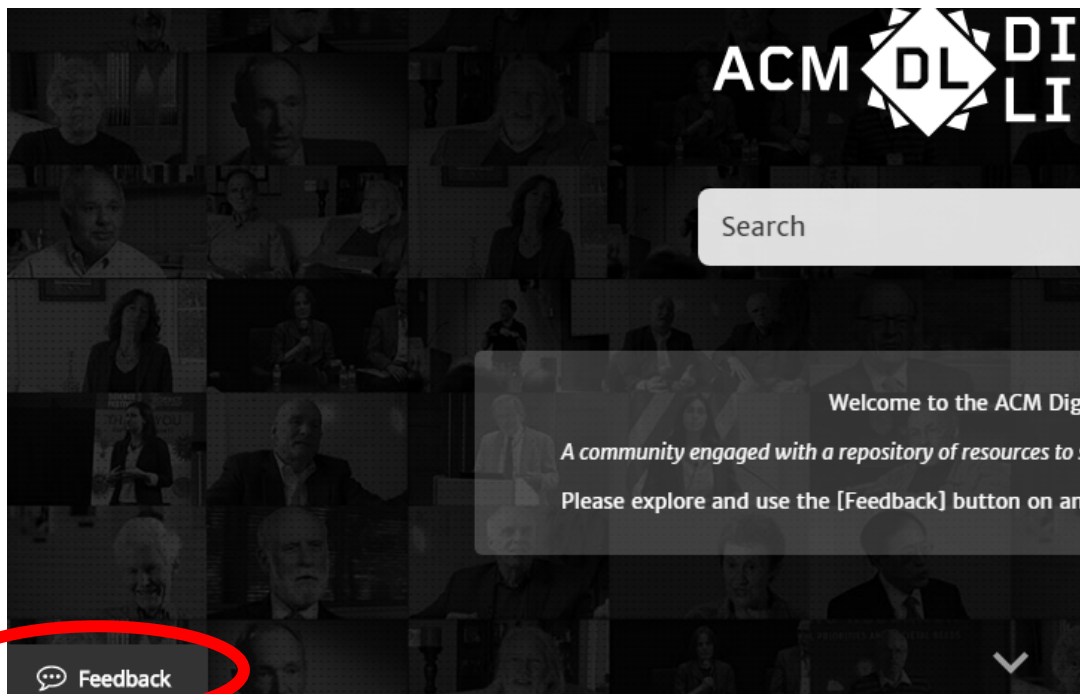 ACM DL DI
LI
Search
Welcome to the ACM Dig
A community engaged with a repository of resources to s
Please explore and use the [Feedback] button on an
Feedback